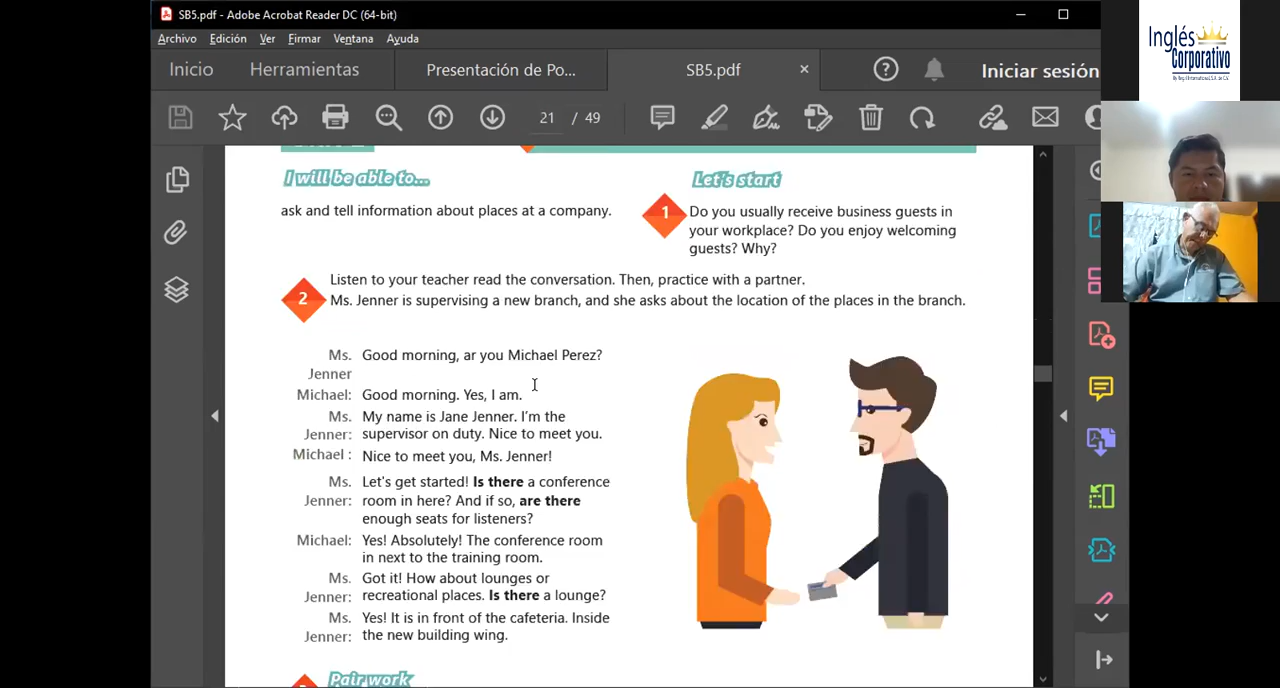 SB5.pdf - Adobe Acrobat Reader DC (64-bit)
Archivo Edición Ver Firmar Ventana Ayuda
Inicio Herramientas Presentación de Po... SB5.pdf × Iniciar sesión
21 / 49
Inglés
Corporativo
I will be able to...
ask and tell information about places at a company.
Let's start
1 Do you usually receive business guests in
your workplace? Do you enjoy welcoming
guests? Why?
2 Listen to your teacher read the conversation. Then, practice with a partner.
Ms. Jenner is supervising a new branch, and she asks about the location of the places in the branch.
Ms. Good morning, ar you Michael Perez?
Jenner
Michael: Good morning. Yes, I am.
Ms. My name is Jane Jenner. I'm the
Jenner: supervisor on duty. Nice to meet you.
Michael : Nice to meet you, Ms. Jenner!
Ms. Let's get started! Is there a conference
Jenner: room in here? And if so, are there
enough seats for listeners?
Michael: Yes! Absolutely! The conference room
in next to the training room.
Ms. Got it! How about lounges or
Jenner: recreational places. Is there a lounge?
Ms. Yes! It is in front of the cafeteria. Inside
Jenner: the new building wing.
Pair work